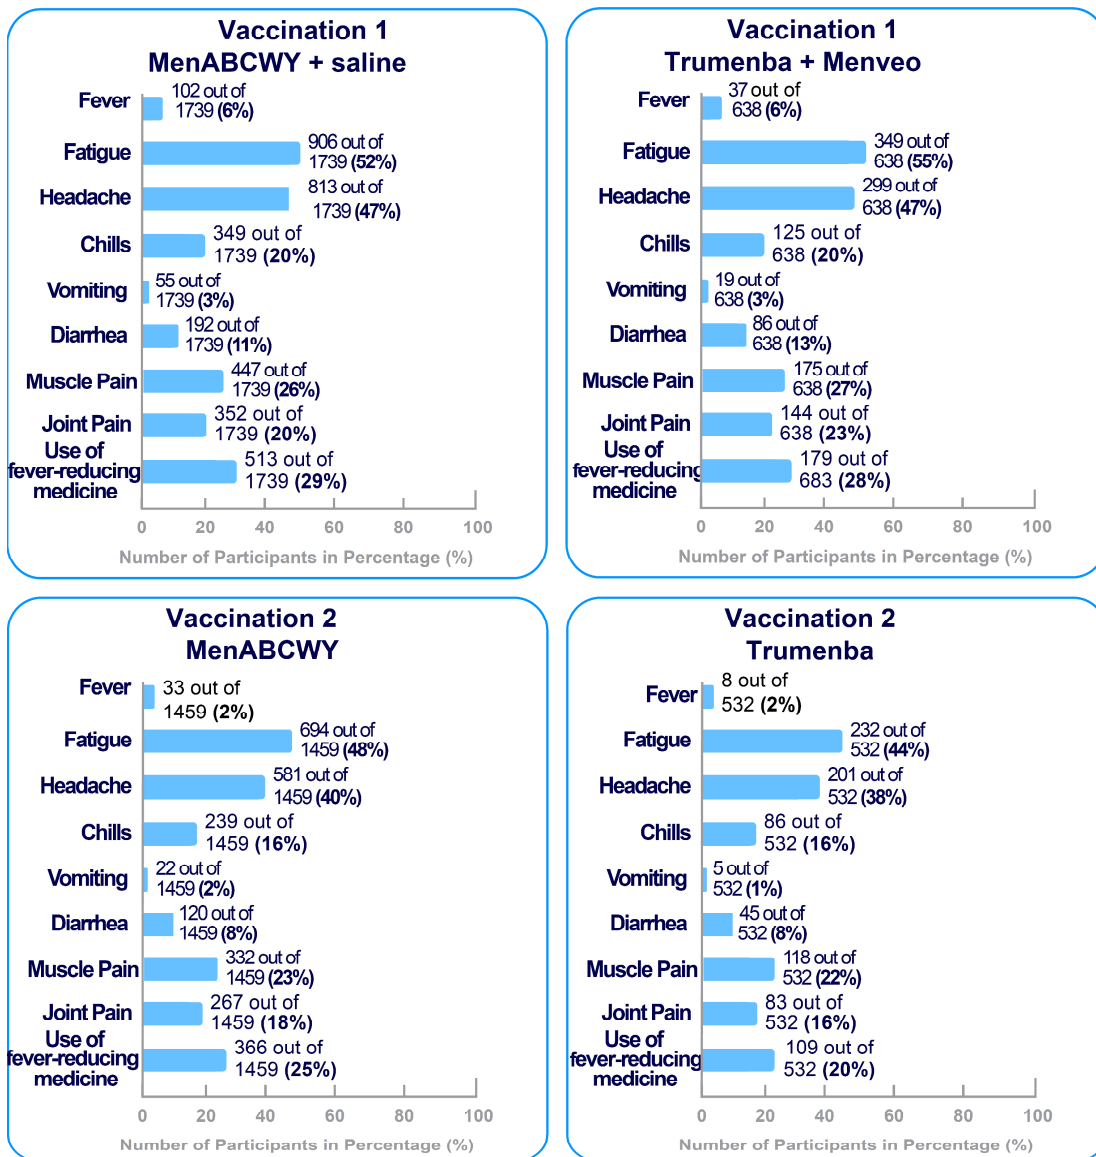 Vaccination 1
MenABCWY + saline
Fever
102 out of
1739 (6%)
Fatigue
906 out of
1739 (52%)
Headache
813 out of
1739 (47%)
Chills
349 out of
1739 (20%)
Vomiting
55 out of
1739 (3%)
Diarrhea
192 out of
1739 (11%)
Muscle Pain
447 out of
1739 (26%)
Joint Pain
352 out of
1739 (20%)
Use of
fever-reducing
medicine
513 out of
1739 (29%)
0 20 40 60 80 100
Number of Participants in Percentage (%)
Vaccination 1
Trumenba + Menveo
Fever
37 out of
638 (6%)
Fatigue
349 out of
638 (55%)
Headache
299 out of
638 (47%)
Chills
125 out of
638 (20%)
Vomiting
19 out of
638 (3%)
Diarrhea
86 out of
638 (13%)
Muscle Pain
175 out of
638 (27%)
Joint Pain
144 out of
638 (23%)
Use of
fever-reducing
medicine
179 out of
683 (28%)
0 20 40 60 80 100
Number of Participants in Percentage (%)
Vaccination 2
MenABCWY
Fever
33 out of
1459 (2%)
Fatigue
694 out of
1459 (48%)
Headache
581 out of
1459 (40%)
Chills
239 out of
1459 (16%)
Vomiting
22 out of
1459 (2%)
Diarrhea
120 out of
1459 (8%)
Muscle Pain
332 out of
1459 (23%)
Joint Pain
267 out of
1459 (18%)
Use of
fever-reducing
medicine
366 out of
1459 (25%)
0 20 40 60 80 100
Number of Participants in Percentage (%)
Vaccination 2
Trumenba
Fever
8 out of
532 (2%)
Fatigue
232 out of
532 (44%)
Headache
201 out of
532 (38%)
Chills
86 out of
532 (16%)
Vomiting
5 out of
532 (1%)
Diarrhea
45 out of
532 (8%)
Muscle Pain
118 out of
532 (22%)
Joint Pain
83 out of
532 (16%)
Use of
fever-reducing
medicine
109 out of
532 (20%)
0 20 40 60 80 100
Number of Participants in Percentage (%)